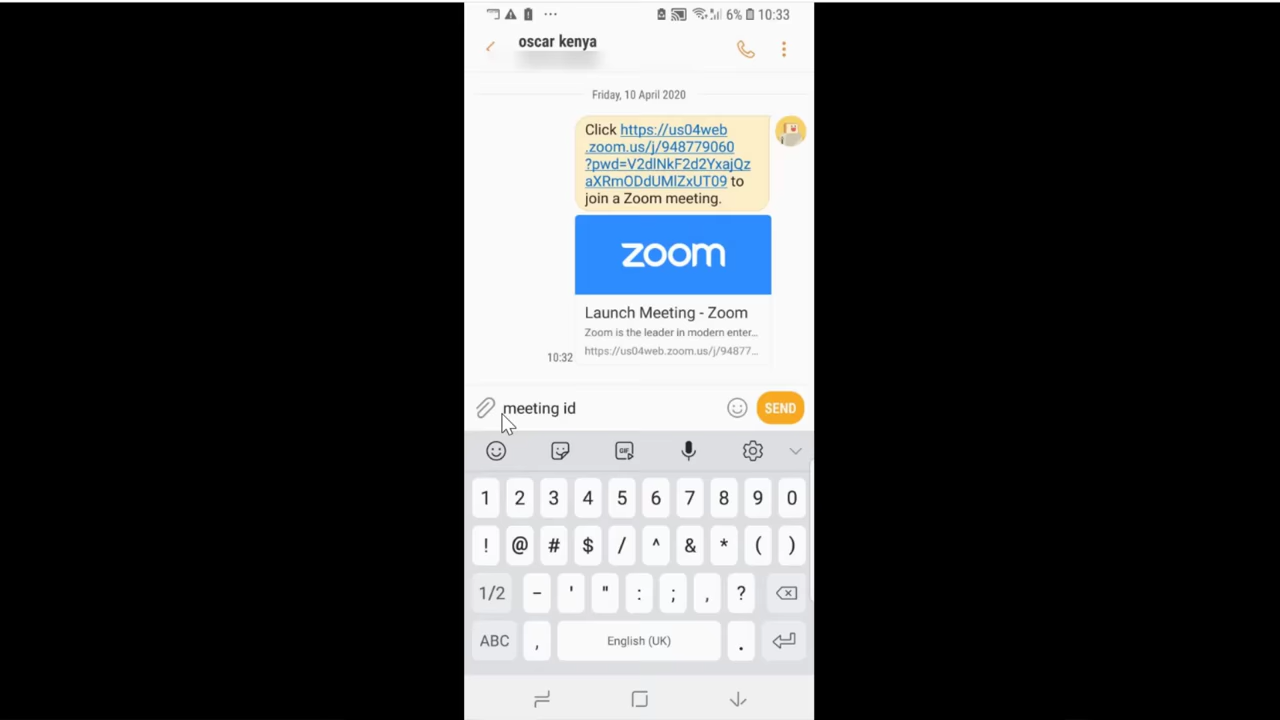 6% 10:33
oscar kenya
Friday, 10 April 2020
Click https://us04web
.zoom.us/j/948779060
?pwd=V2dlNkF2d2YxajQz
aXRmODdUMlZxUT09 to
join a Zoom meeting.
zoom
Launch Meeting - Zoom
Zoom is the leader in modern enter...
https://us04web.zoom.us/j/94877...
10:32
meeting id
SEND
GIF
1 2 3 4 5 6 7 8 9 0
! @ # $ / ^ & * ( )
1/2 - ' " : ; , ?
ABC , English (UK) .